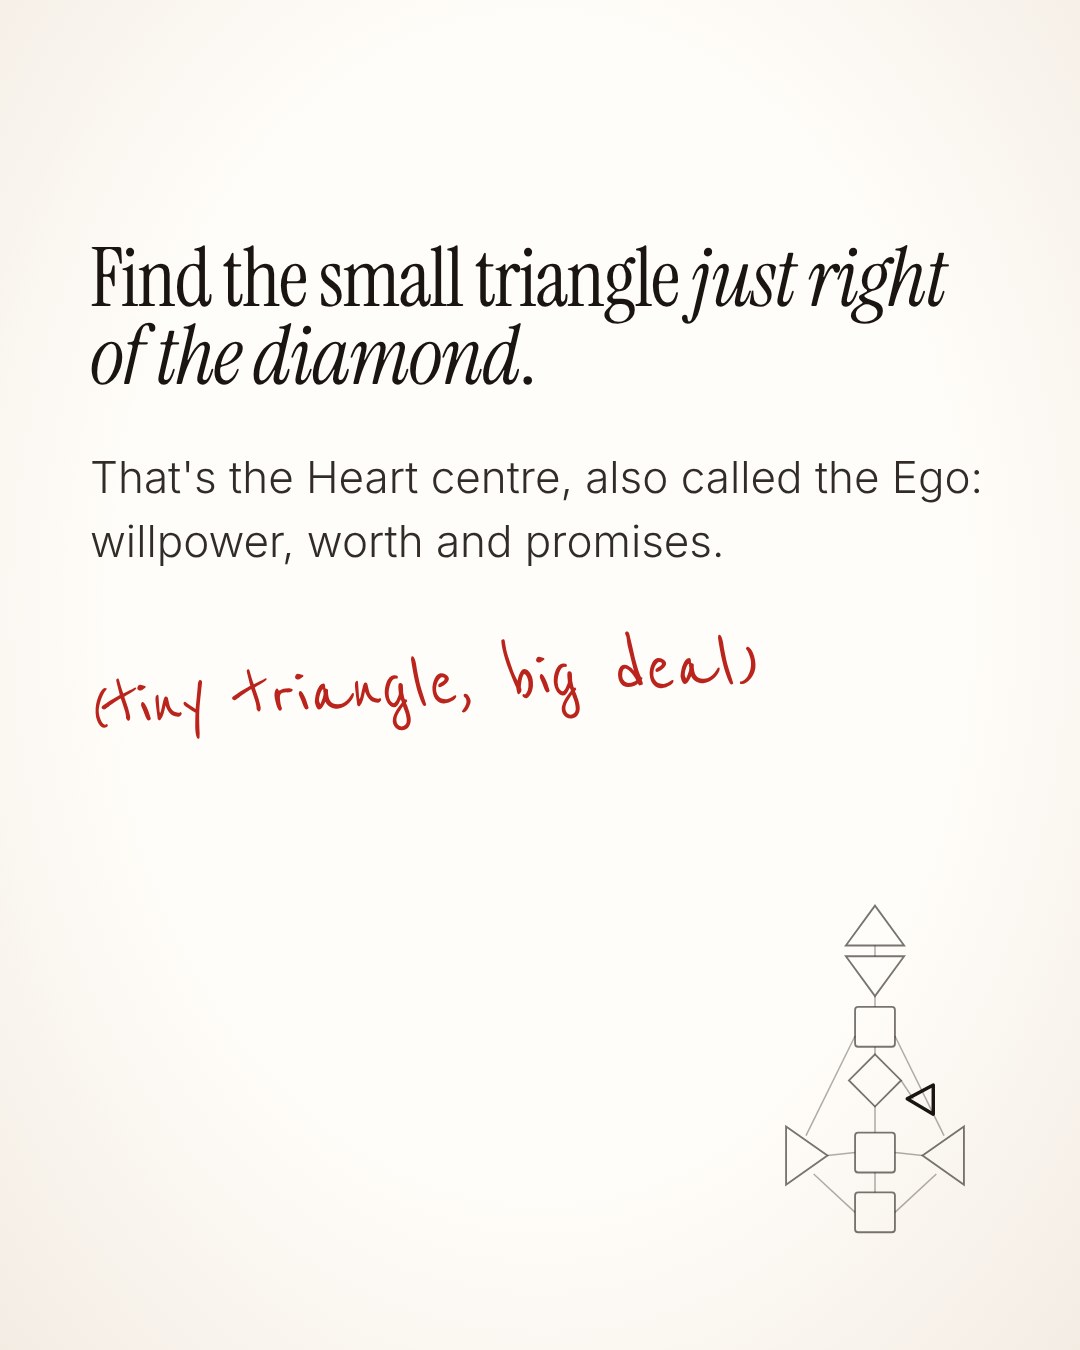 Find the small triangle just right
of the diamond.
That's the Heart centre, also called the Ego:
willpower, worth and promises.
(tiny triangle, big deal)